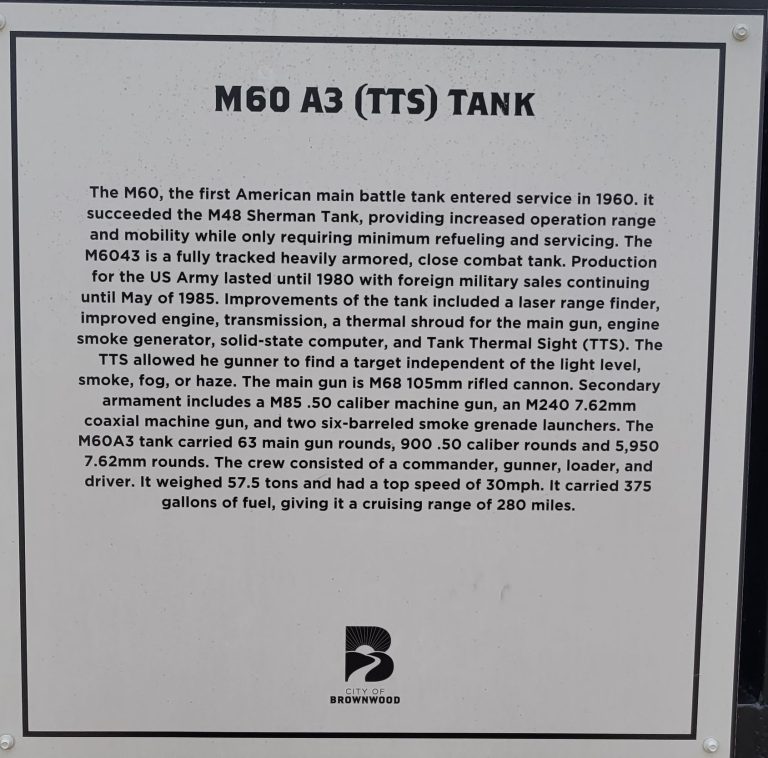 M60 A3 (TTS) TANK
The M60, the first American main battle tank entered service in 1960. it
succeeded the M48 Sherman Tank, providing increased operation range
and mobility while only requiring minimum refueling and servicing. The
M6043 is a fully tracked heavily armored, close combat tank. Production
for the US Army lasted until 1980 with foreign military sales continuing
until May of 1985. Improvements of the tank included a laser range finder,
improved engine, transmission, a thermal shroud for the main gun, engine
smoke generator, solid-state computer, and Tank Thermal Sight (TTS). The
TTS allowed he gunner to find a target independent of the light level,
smoke, fog, or haze. The main gun is M68 105mm rifled cannon. Secondary
armament includes a M85 .50 caliber machine gun, an M240 7.62mm
coaxial machine gun, and two six-barreled smoke grenade launchers. The
M60A3 tank carried 63 main gun rounds, 900 .50 caliber rounds and 5,950
7.62mm rounds. The crew consisted of a commander, gunner, loader, and
driver. It weighed 57.5 tons and had a top speed of 30mph. It carried 375
gallons of fuel, giving it a cruising range of 280 miles.
B
CITY OF
BROWNWOOD